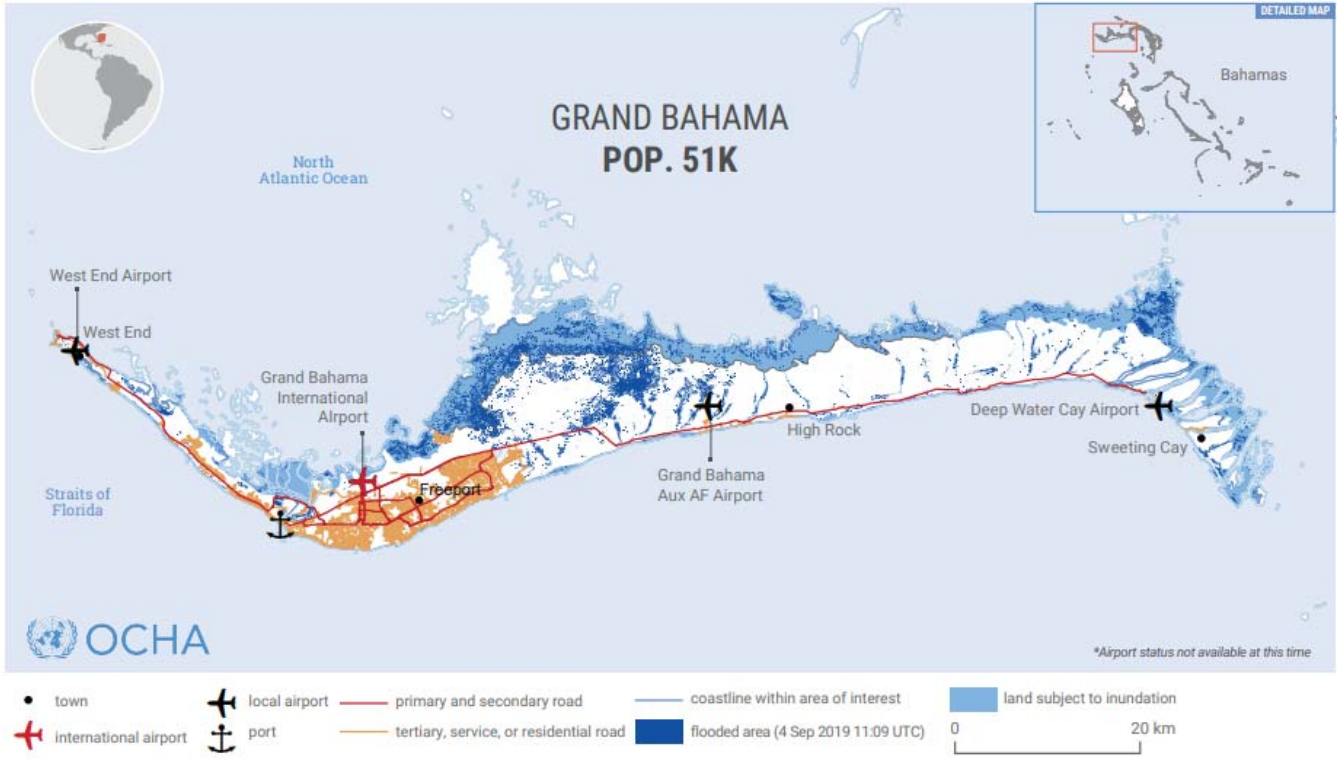 DETAILED MAP
Bahamas
GRAND BAHAMA
POP. 51K
North
Atlantic Ocean
West End Airport
West End
Grand Bahama
International
Airport
Deep Water Cay Airport
High Rock
Sweeting Cay
Grand Bahama
Aux AF Airport
Freeport
Straits of
Florida
OCHA
*Airport status not available at this time
town
local airport
primary and secondary road
coastline within area of interest
land subject to inundation
international airport
port
tertiary, service, or residential road
flooded area (4 Sep 2019 11:09 UTC)
0
20 km